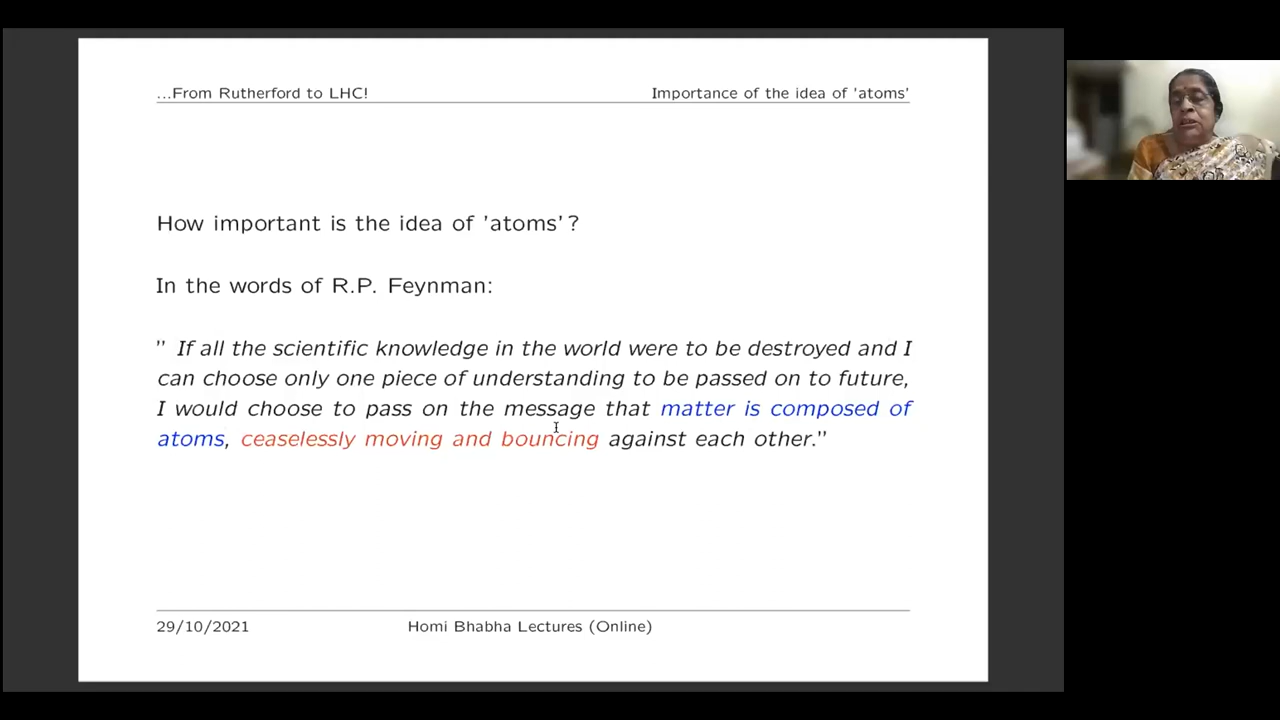 ...From Rutherford to LHC!
Importance of the idea of 'atoms'
How important is the idea of 'atoms'?
In the words of R.P. Feynman:
" If all the scientific knowledge in the world were to be destroyed and I
can choose only one piece of understanding to be passed on to future,
I would choose to pass on the message that matter is composed of
atoms, ceaselessly moving and bouncing against each other."
29/10/2021
Homi Bhabha Lectures (Online)